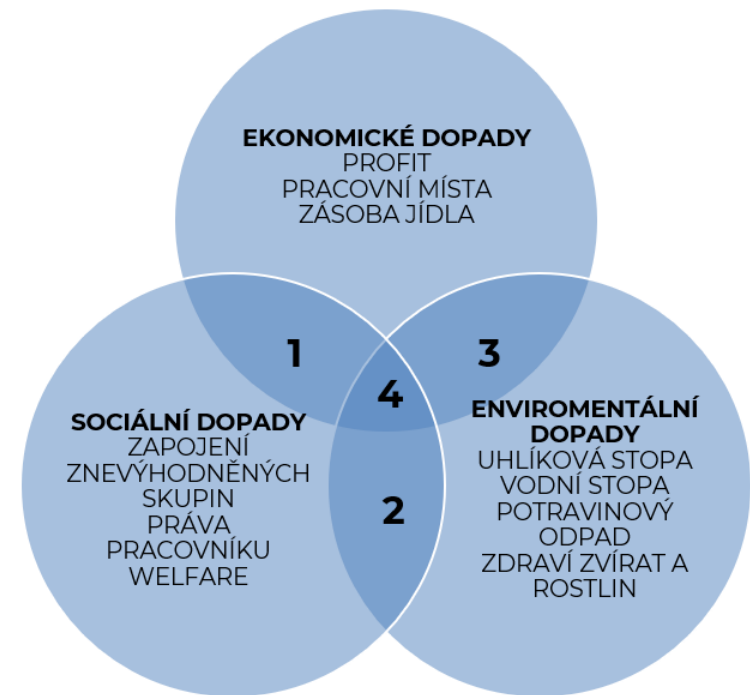 EKONOMICKÉ DOPADY
PROFIT
PRACOVNÍ MÍSTA
ZÁSOBA JÍDLA
1
3
4
2
SOCIÁLNÍ DOPADY
ZAPOJENÍ
ZNEVÝHODNĚNÝCH
SKUPIN
PRÁVA
PRACOVNÍKU
WELFARE
ENVIROMENTÁLNÍ
DOPADY
UHLÍKOVÁ STOPA
VODNÍ STOPA
POTRAVINOVÝ
ODPAD
ZDRAVÍ ZVÍRAT A
ROSTLIN